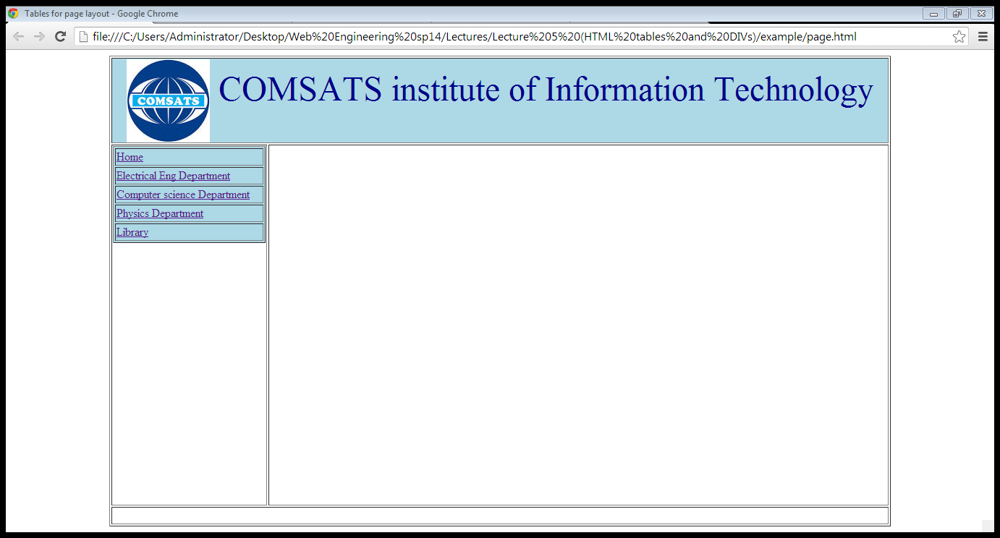 Tables for page layout - Google Chrome
file:///C:/Users/Administrator/Desktop/Web%20Engineering%20sp14/Lectures/Lecture%205%20(HTML%20tables%20and%20DIVs)/example/page.html
COMSATS
COMSATS institute of Information Technology
Home
Electrical Eng Department
Computer science Department
Physics Department
Library